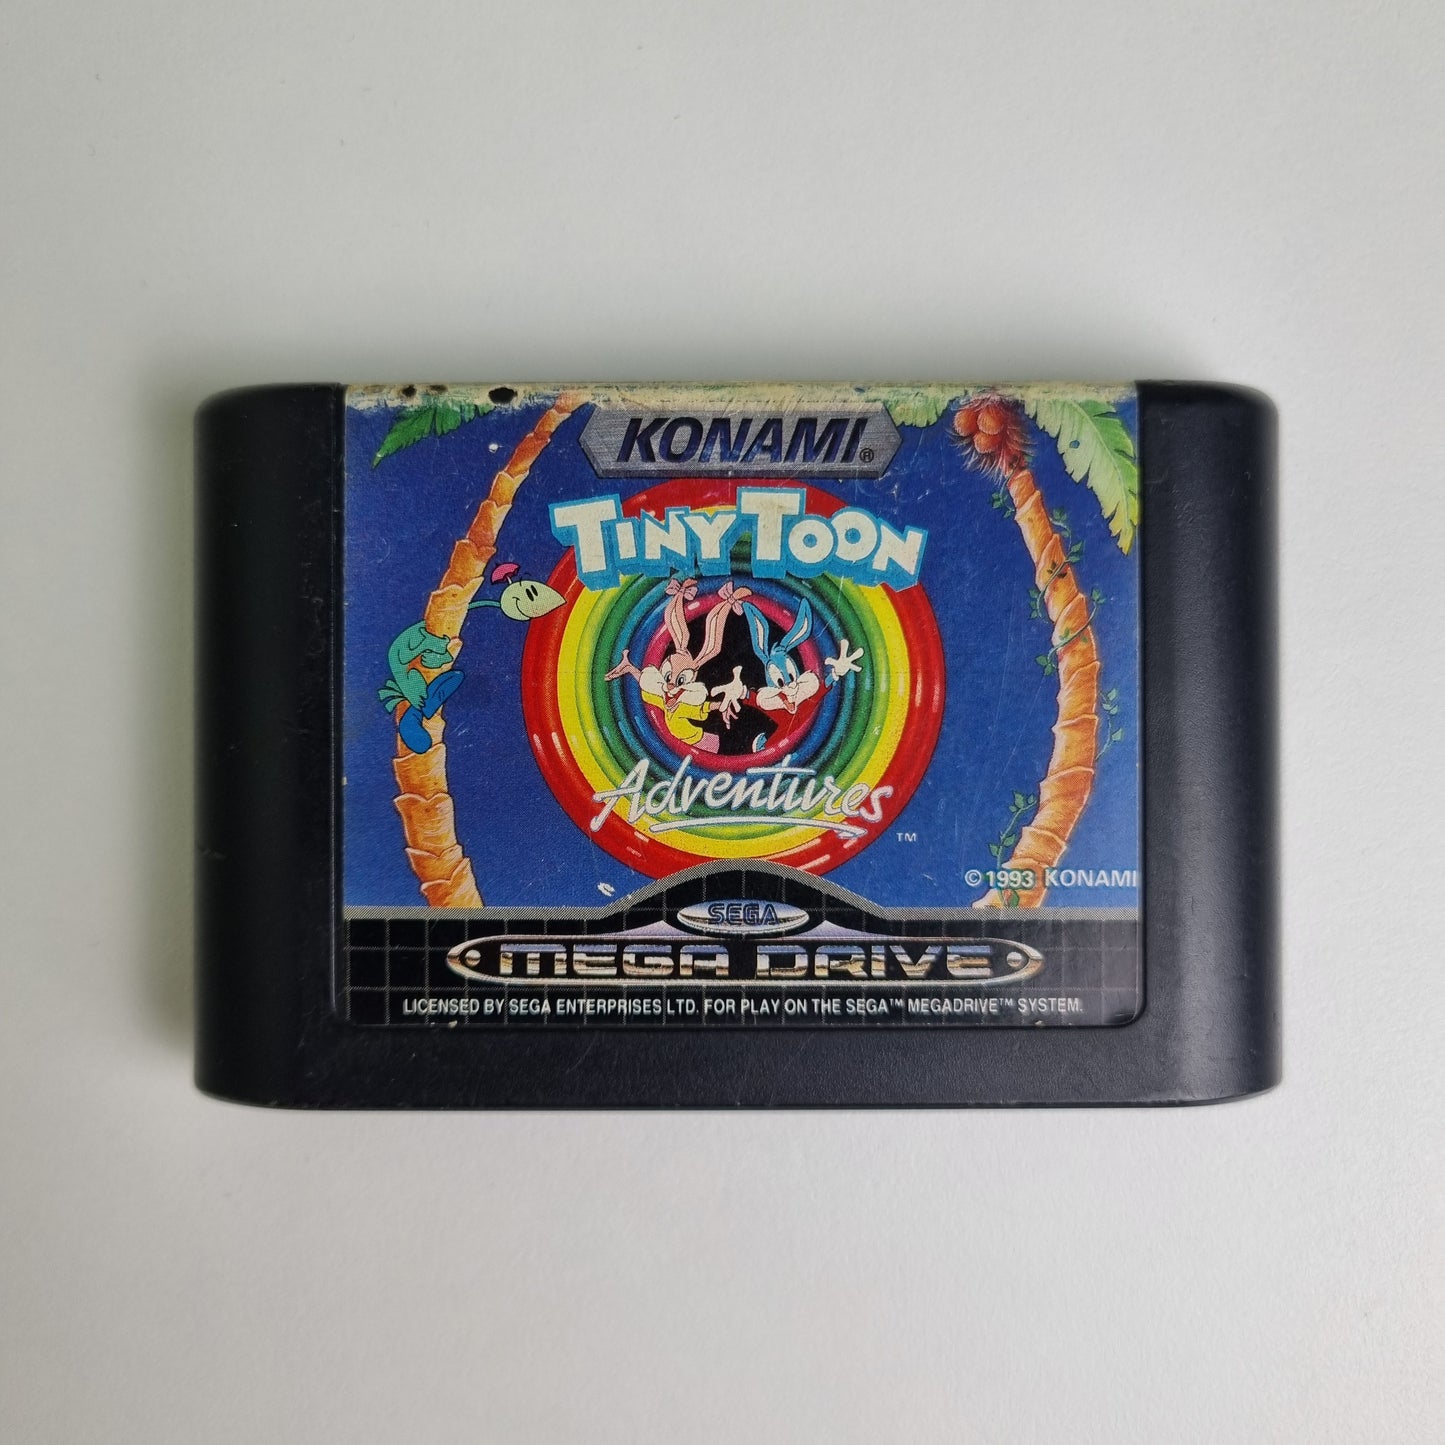 KONAMI®
TINY TOON
Adventures
TM
© 1993 KONAMI
SEGA
MEGA DRIVE
LICENSED BY SEGA ENTERPRISES LTD. FOR PLAY ON THE SEGA™ MEGADRIVE™ SYSTEM.